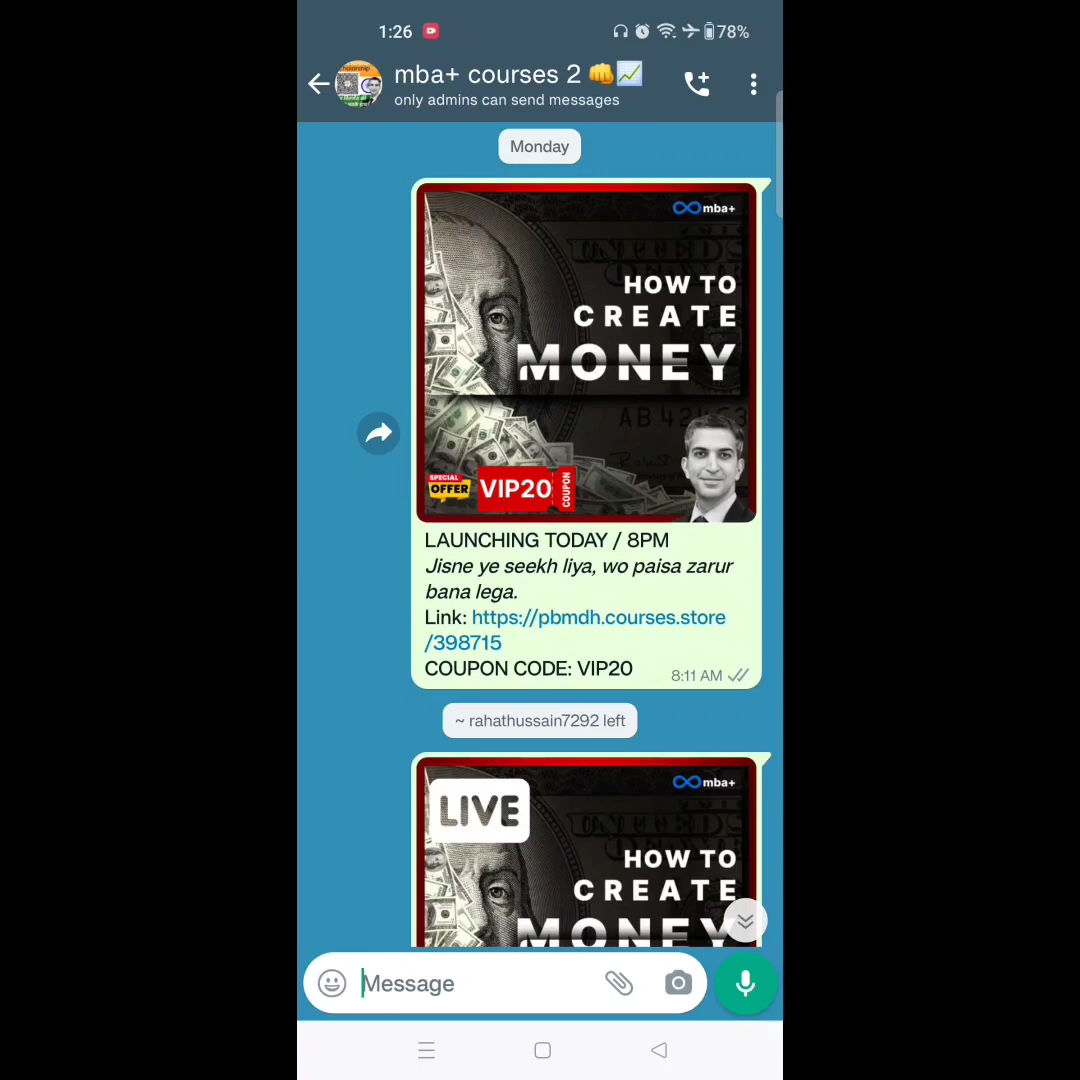 1:26
78%
mba+ courses 2 👊📈
only admins can send messages
Monday
mba+
HOW TO
CREATE
MONEY
SPECIAL
OFFER
VIP20
COUPON
LAUNCHING TODAY / 8PM
Jisne ye seekh liya, wo paisa zarur
bana lega.
Link: https://pbmdh.courses.store
/398715
COUPON CODE: VIP20
8:11 AM
~ rahathussain7292 left
mba+
LIVE
HOW TO
CREATE
MONEY
Message